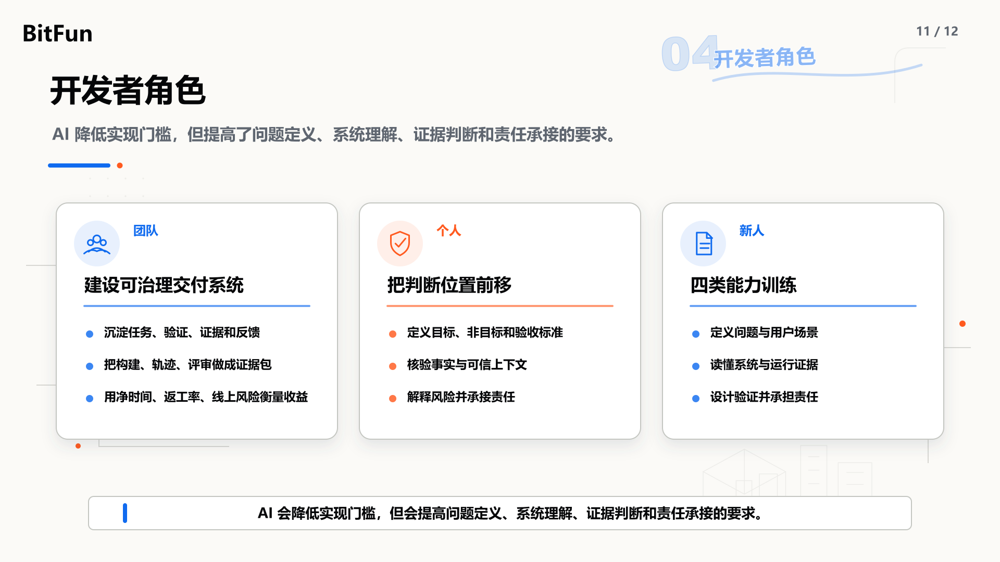 BitFun
11 / 12
04 开发者角色
开发者角色
AI 降低实现门槛，但提高了问题定义、系统理解、证据判断和责任承接的要求。
团队
建设可治理交付系统
沉淀任务、验证、证据和反馈
把构建、轨迹、评审做成证据包
用净时间、返工率、线上风险衡量收益
个人
把判断位置前移
定义目标、非目标和验收标准
核验事实与可信上下文
解释风险并承接责任
新人
四类能力训练
定义问题与用户场景
读懂系统与运行证据
设计验证并承担责任
AI 会降低实现门槛，但会提高问题定义、系统理解、证据判断和责任承接的要求。